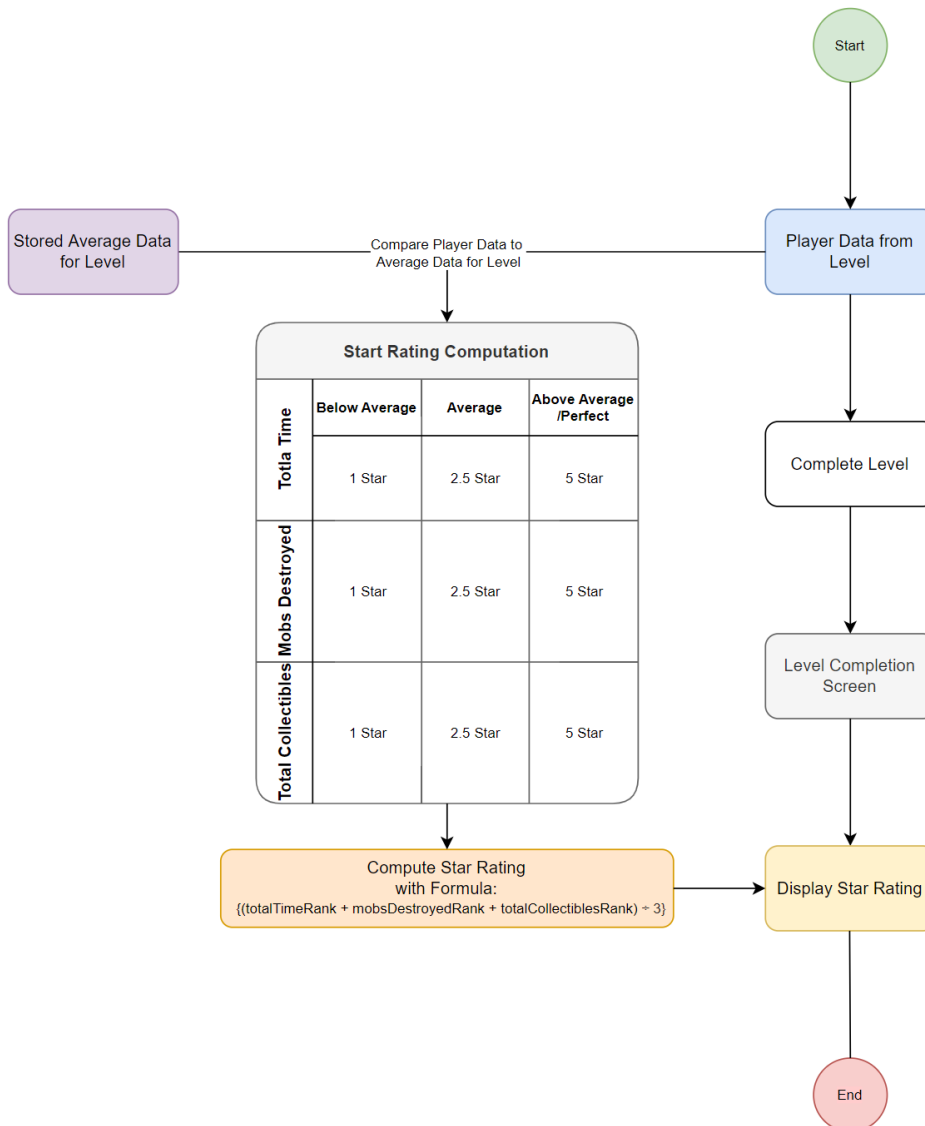 Start
Stored Average Data
for Level
Compare Player Data to
Average Data for Level
Player Data from
Level
Start Rating Computation
Totla Time
Below Average
Average
Above Average
/Perfect
1 Star
2.5 Star
5 Star
Mobs Destroyed
1 Star
2.5 Star
5 Star
Total Collectibles
1 Star
2.5 Star
5 Star
Complete Level
Level Completion
Screen
Compute Star Rating
with Formula:
{(totalTimeRank + mobsDestroyedRank + totalCollectiblesRank) ÷ 3}
Display Star Rating
End